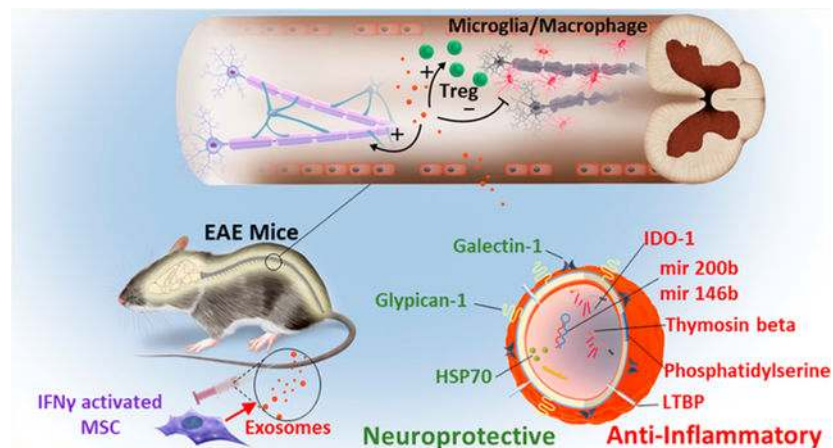 Microglia/Macrophage
+
Treg
−
+
EAE Mice
Galectin-1
IDO-1
mir 200b
Glypican-1
mir 146b
Thymosin beta
HSP70
Phosphatidylserine
IFNγ activated
MSC
Exosomes
LTBP
Neuroprotective
Anti-Inflammatory